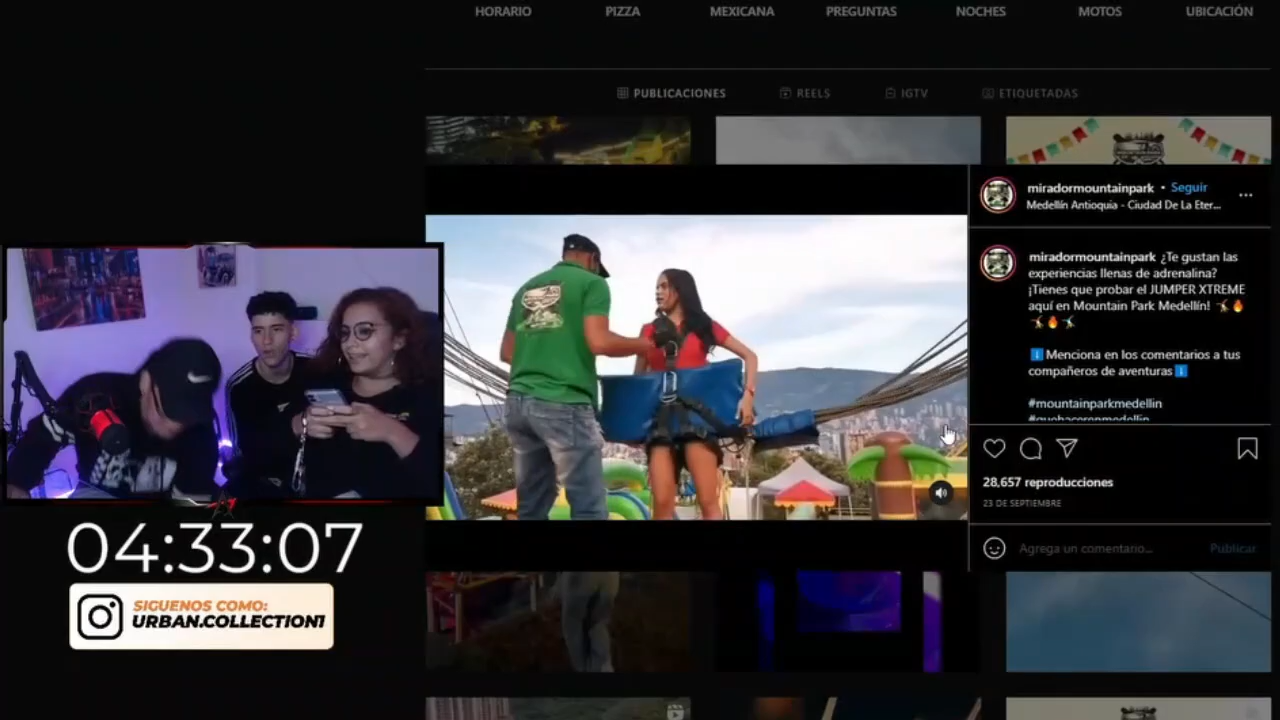 HORARIO
PIZZA
MEXICANA
PREGUNTAS
NOCHES
MOTOS
UBICACIÓN
PUBLICACIONES
REELS
IGTV
ETIQUETADAS
miradormountainpark • Seguir
Medellín Antioquia - Ciudad De La Eter...
miradormountainpark ¿Te gustan las
experiencias llenas de adrenalina?
¡Tienes que probar el JUMPER XTREME
aquí en Mountain Park Medellín! 🤸🔥
🤸🔥🤸
⬇️ Menciona en los comentarios a tus
compañeros de aventuras⬇️
#mountainparkmedellin
#quehacerenmedellin
28,657 reproducciones
23 DE SEPTIEMBRE
Agrega un comentario...
Publicar
04:33:07
SIGUENOS COMO:
URBAN.COLLECTION1